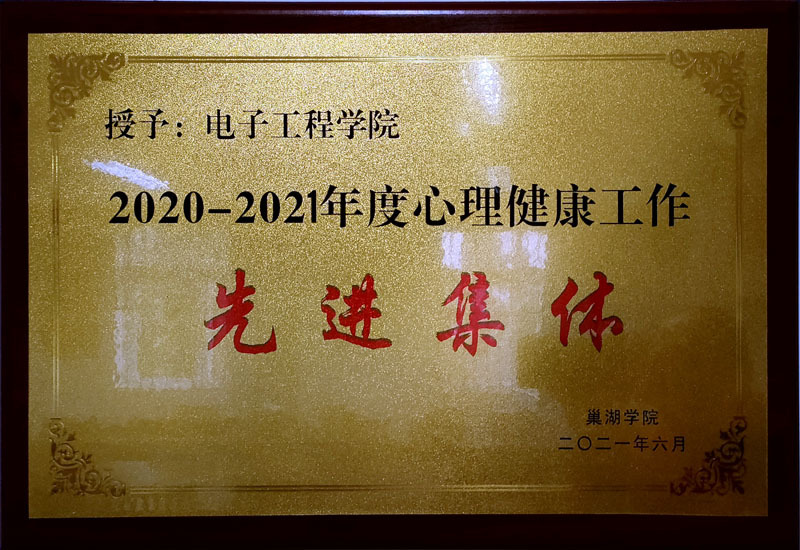 授予：电子工程学院
2020-2021年度心理健康工作
先进集体
巢湖学院
二〇二一年六月